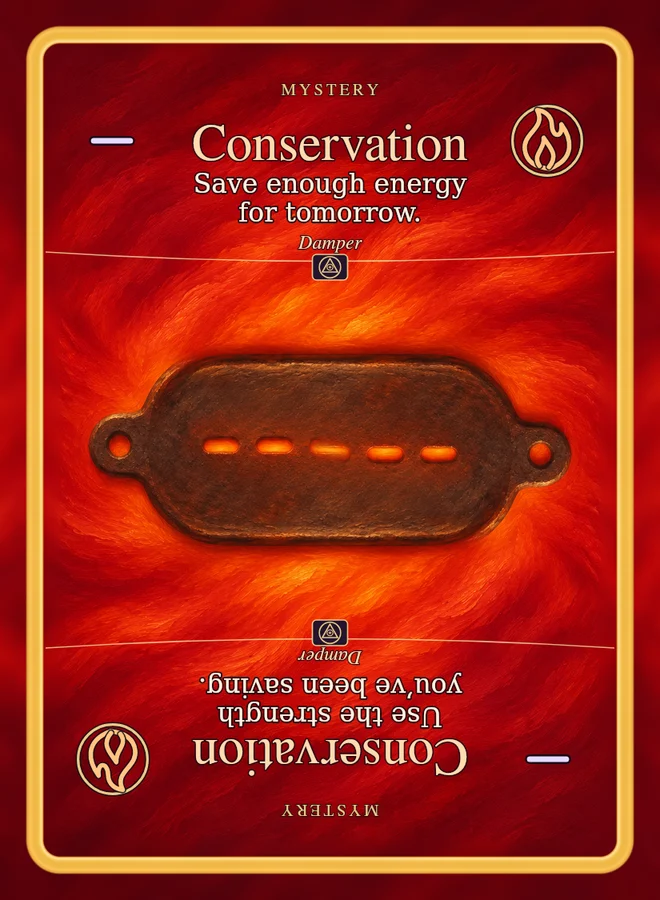 MYSTERY
Conservation
Save enough energy
for tomorrow.
Damper
Damper
you've been saving.
Use the strength
Conservation
MYSTERY